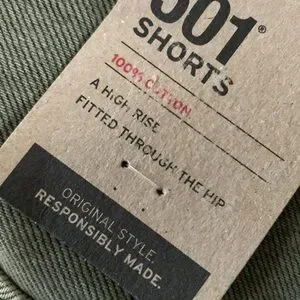 501®
SHORTS
100% COTTON
A HIGH RISE
FITTED THROUGH THE HIP
ORIGINAL STYLE.
RESPONSIBLY MADE.